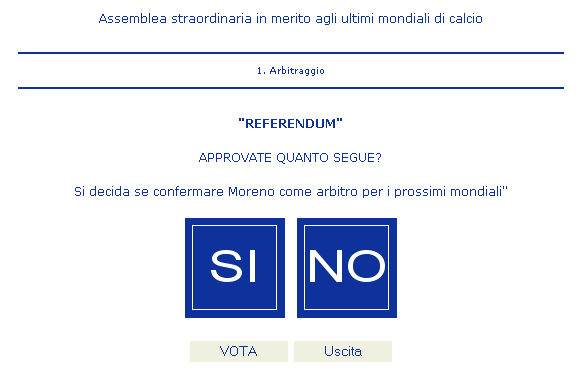 Assemblea straordinaria in merito agli ultimi mondiali di calcio
1. Arbitraggio
"REFERENDUM"
APPROVATE QUANTO SEGUE?
Si decida se confermare Moreno come arbitro per i prossimi mondiali"
SI NO
VOTA Uscita